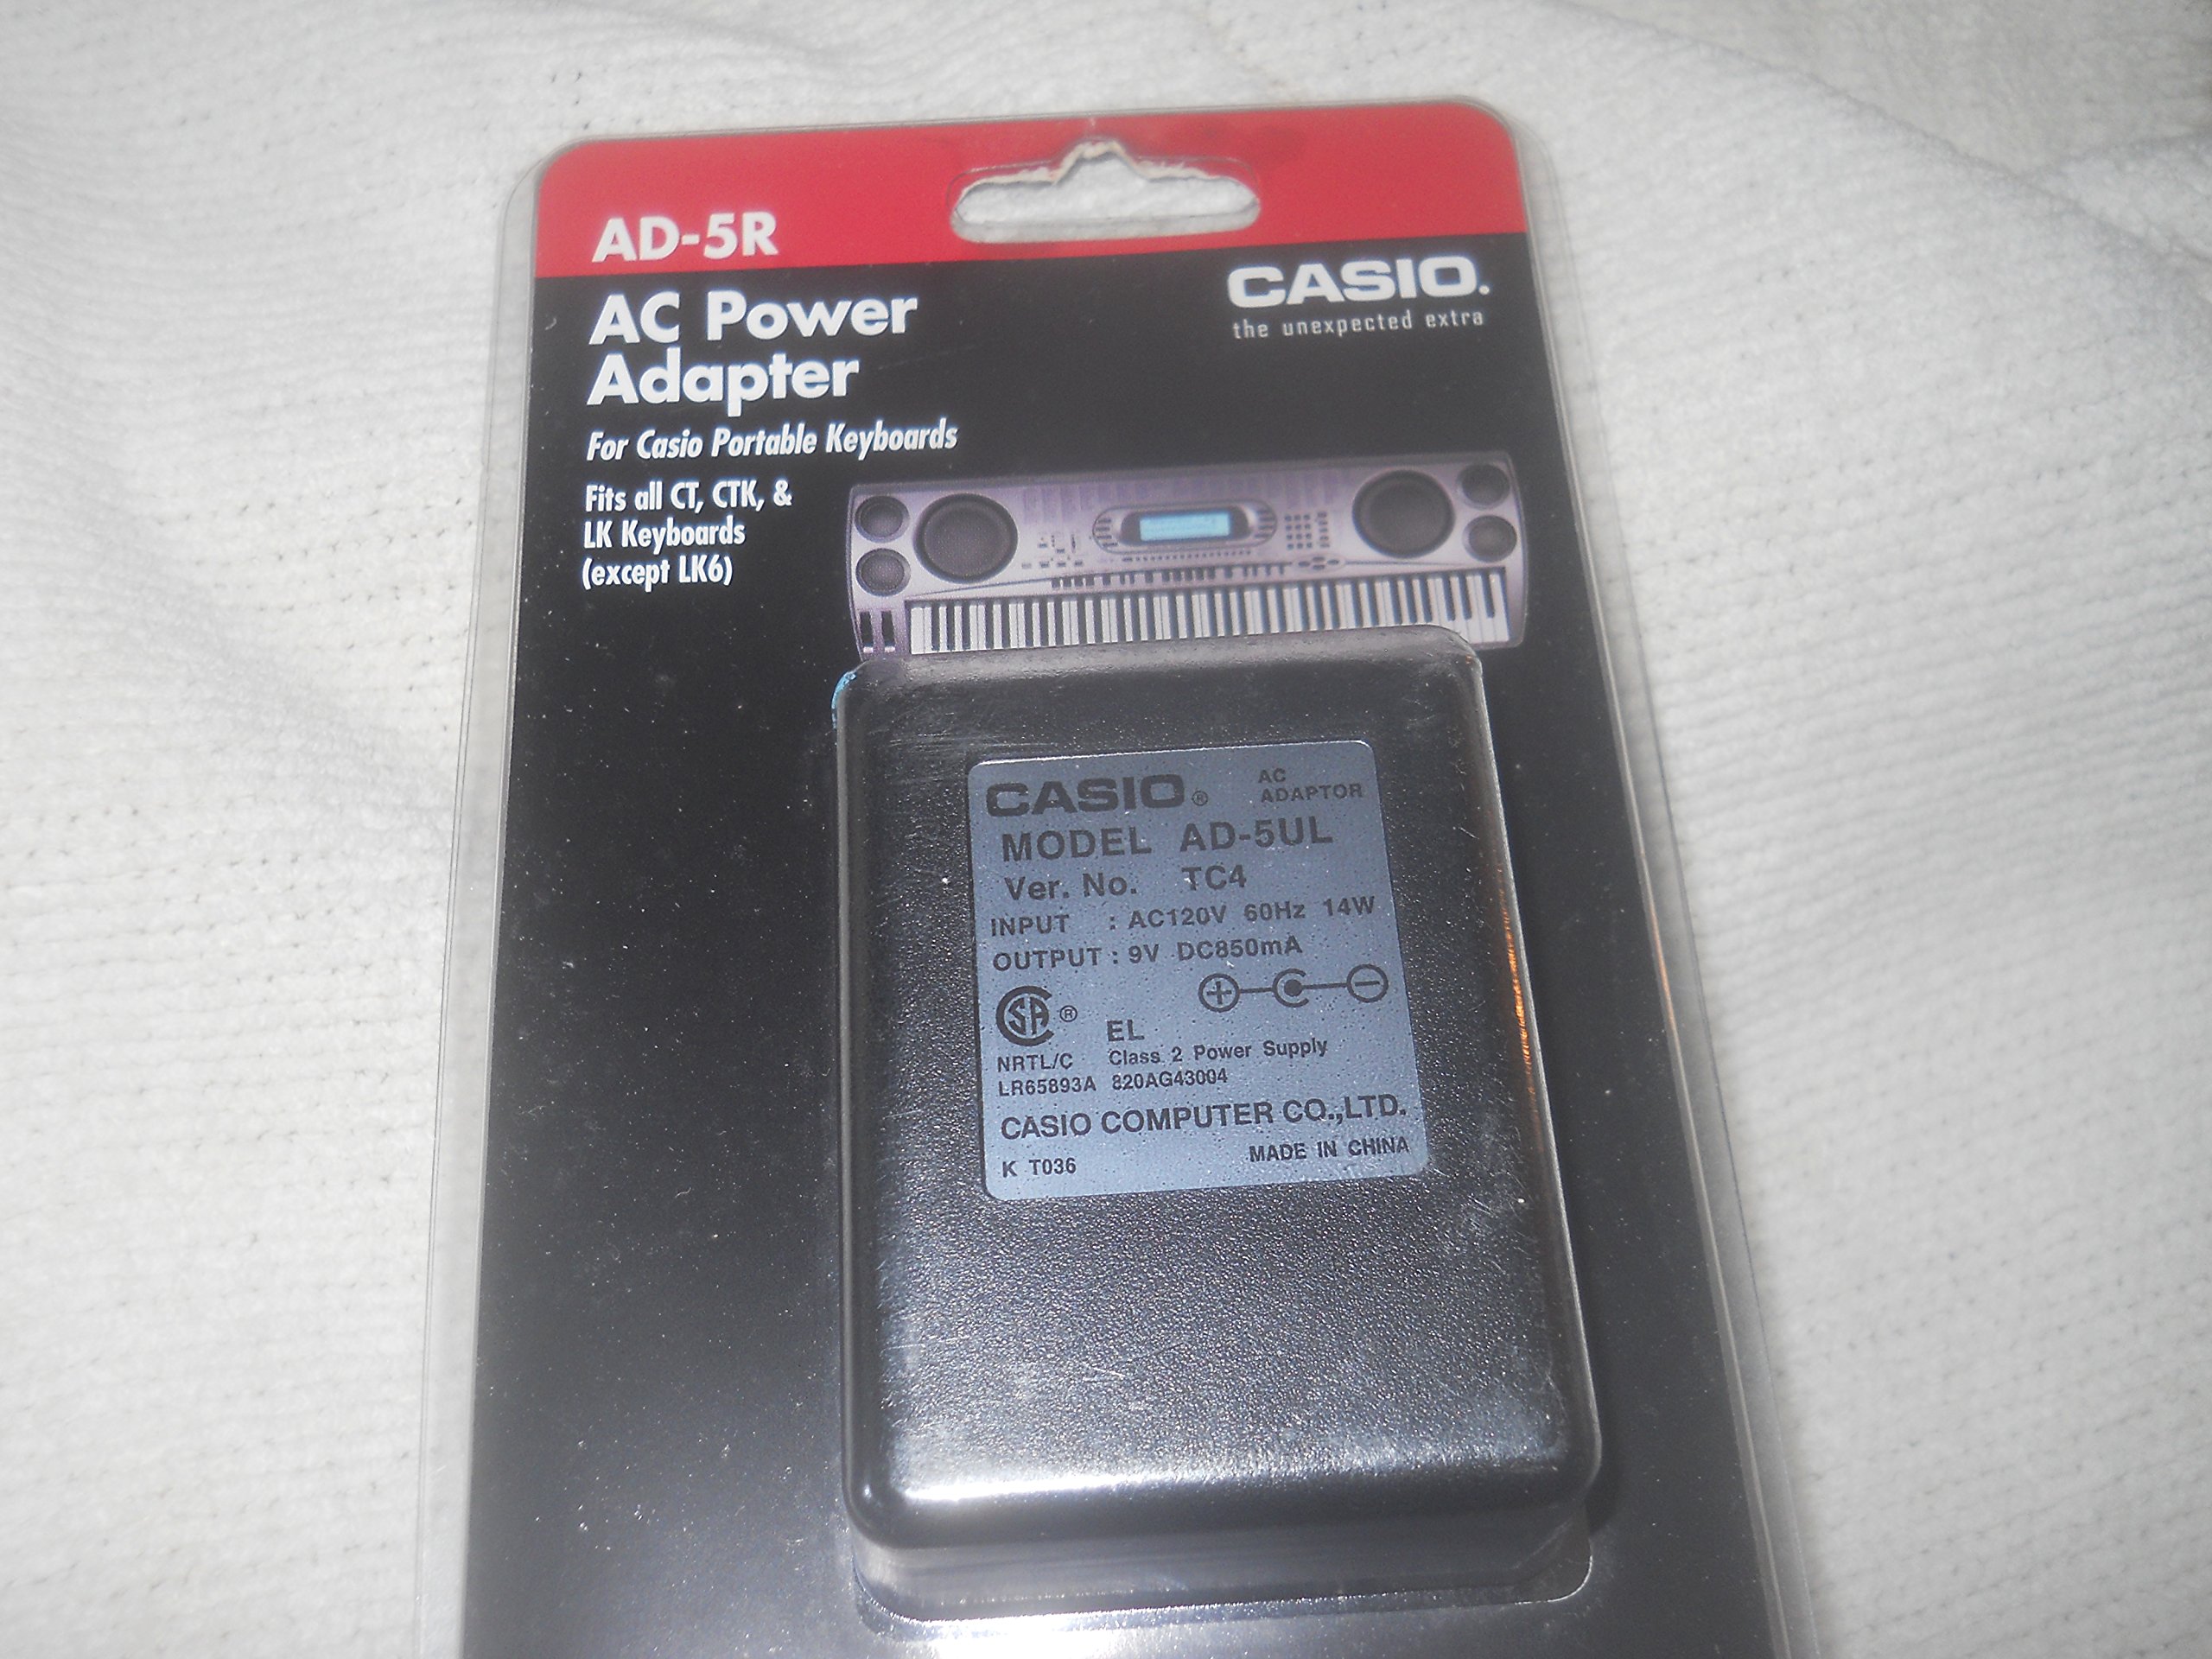 AD-5R
AC Power
Adapter
For Casio Portable Keyboards
Fits all CT, CTK, &
LK Keyboards
(except LK6)
CASIO.
the unexpected extra
CASIO® AC
ADAPTOR
MODEL AD-5UL
Ver. No. TC4
INPUT : AC120V 60Hz 14W
OUTPUT : 9V DC850mA
SA ® EL
NRTL/C Class 2 Power Supply
LR65893A 820AG43004
CASIO COMPUTER CO.,LTD.
K T036 MADE IN CHINA